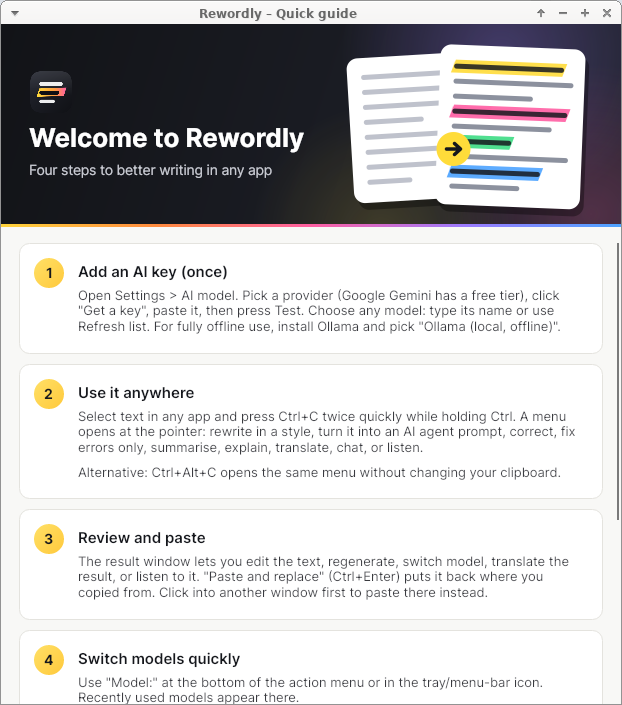 Rewordly – Quick guide
Welcome to Rewordly
Four steps to better writing in any app
1
Add an AI key (once)
Open Settings > AI model. Pick a provider (Google Gemini has a free tier), click
"Get a key", paste it, then press Test. Choose any model: type its name or use
Refresh list. For fully offline use, install Ollama and pick "Ollama (local, offline)".
2
Use it anywhere
Select text in any app and press Ctrl+C twice quickly while holding Ctrl. A menu
opens at the pointer: rewrite in a style, turn it into an AI agent prompt, correct, fix
errors only, summarise, explain, translate, chat, or listen.
Alternative: Ctrl+Alt+C opens the same menu without changing your clipboard.
3
Review and paste
The result window lets you edit the text, regenerate, switch model, translate the
result, or listen to it. "Paste and replace" (Ctrl+Enter) puts it back where you
copied from. Click into another window first to paste there instead.
4
Switch models quickly
Use "Model:" at the bottom of the action menu or in the tray/menu-bar icon.
Recently used models appear there.